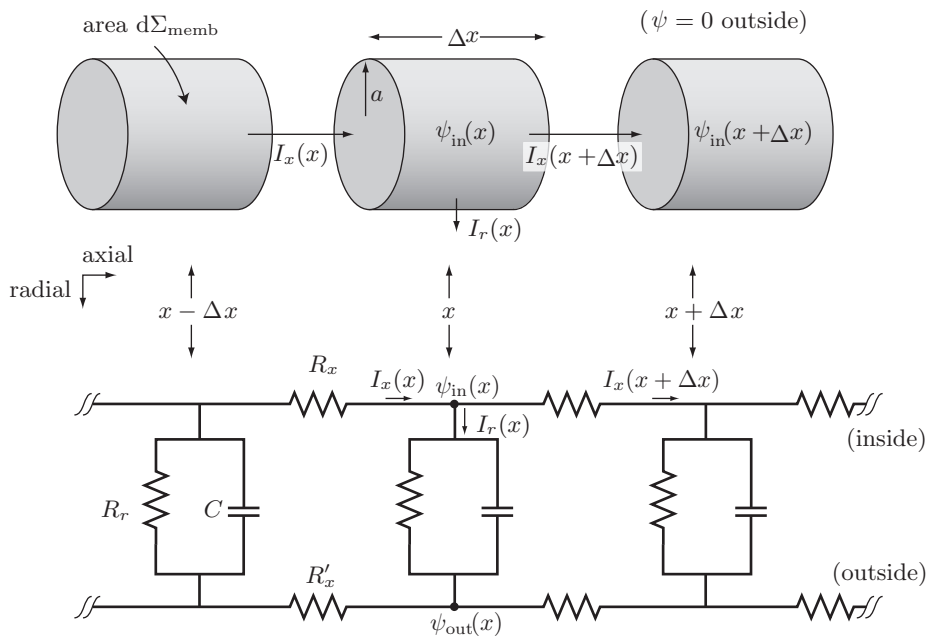 area dΣ_memb
Δx
(ψ = 0 outside)
a
ψ_in(x)
ψ_in(x + Δx)
I_x(x)
I_x(x + Δx)
I_r(x)
axial
radial
x − Δx
x
x + Δx
R_x
I_x(x)
ψ_in(x)
I_x(x + Δx)
I_r(x)
(inside)
R_r
C
R′_x
(outside)
ψ_out(x)